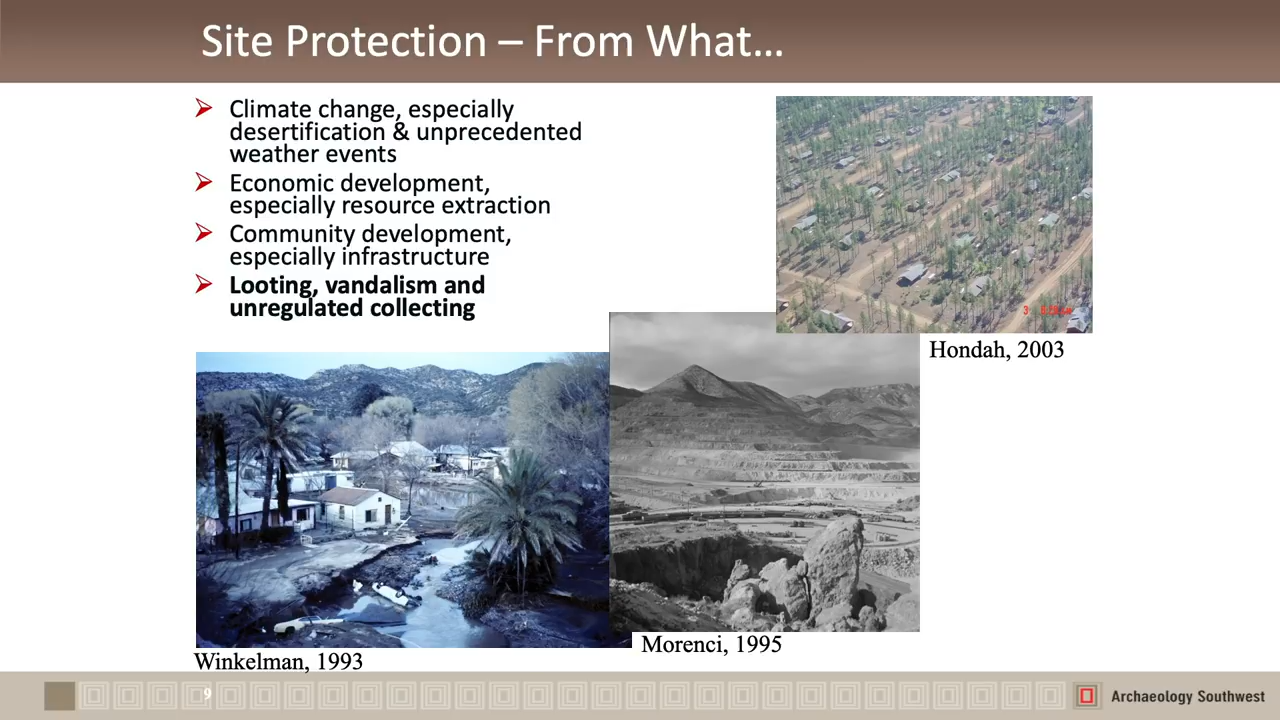 Site Protection – From What…
Climate change, especially
desertification & unprecedented
weather events
Economic development,
especially resource extraction
Community development,
especially infrastructure
Looting, vandalism and
unregulated collecting
Hondah, 2003
Morenci, 1995
Winkelman, 1993
9
Archaeology Southwest